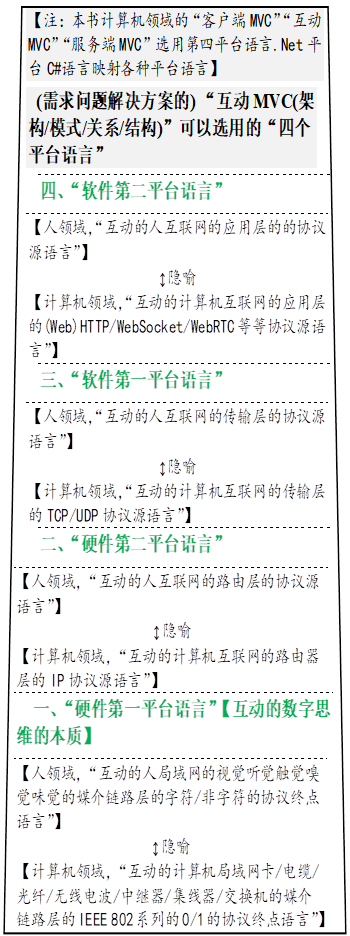 【注：本书计算机领域的“客户端MVC”“互动
MVC”“服务端MVC”选用第四平台语言.Net平
台C#语言映射各种平台语言】
(需求问题解决方案的)“互动MVC(架
构/模式/关系/结构)”可以选用的“四个
平台语言”
四、“软件第二平台语言”
【人领域，“互动的人互联网的应用层的的协议
源语言”】
↕隐喻
【计算机领域，“互动的计算机互联网的应用层
的(Web)HTTP/WebSocket/WebRTC等等协议源语
言”】
三、“软件第一平台语言”
【人领域，“互动的人互联网的传输层的协议源
语言”】
↕隐喻
【计算机领域，“互动的计算机互联网的传输层
的TCP/UDP协议源语言”】
二、“硬件第二平台语言”
【人领域，“互动的人互联网的路由层的协议源
语言”】
↕隐喻
【计算机领域，“互动的计算机互联网的路由器
层的IP协议源语言”】
一、“硬件第一平台语言”【互动的数字思
维的本质】
【人领域，“互动的人局域网的视觉听觉触觉嗅
觉味觉的媒介链路层的字符/非字符的协议终点
语言”】
↕隐喻
【计算机领域，“互动的计算机局域网卡/电缆/
光纤/无线电波/中继器/集线器/交换机的媒介
链路层的IEEE802系列的0/1的协议终点语言”】